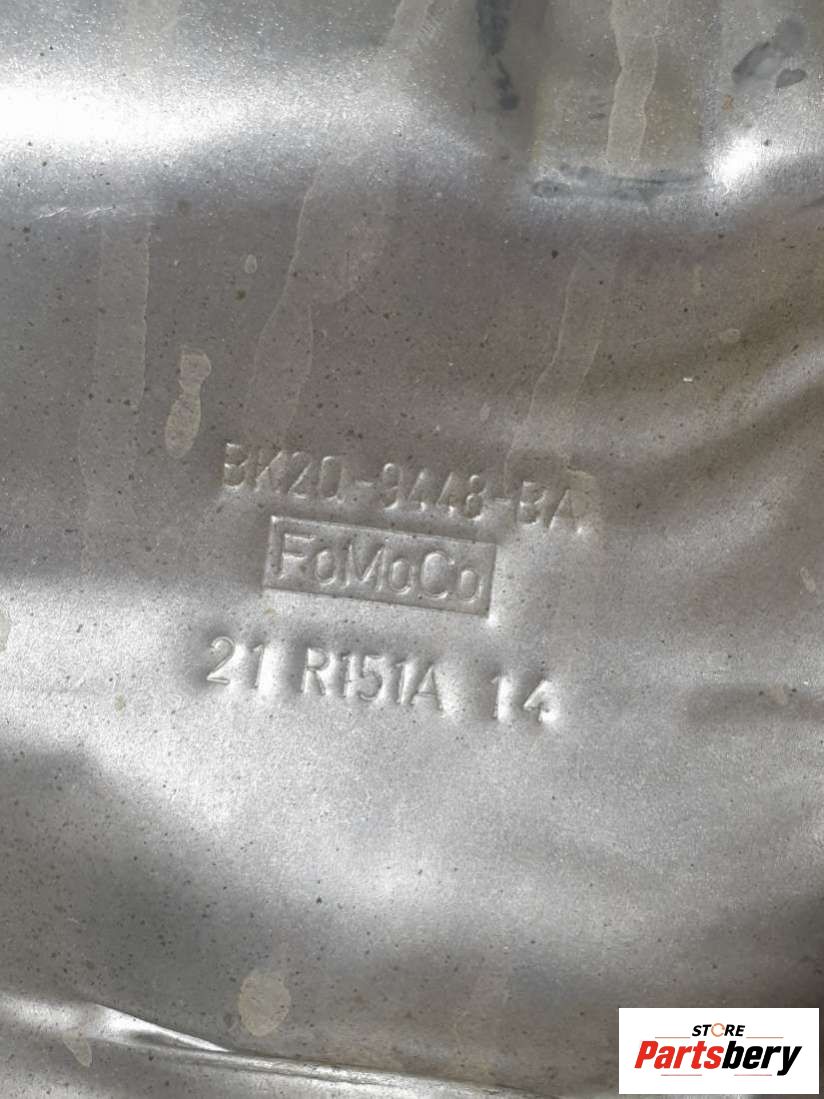 BK2Q-9448-BA
FoMoCo
21 R151A 14
STORE
Partsbery